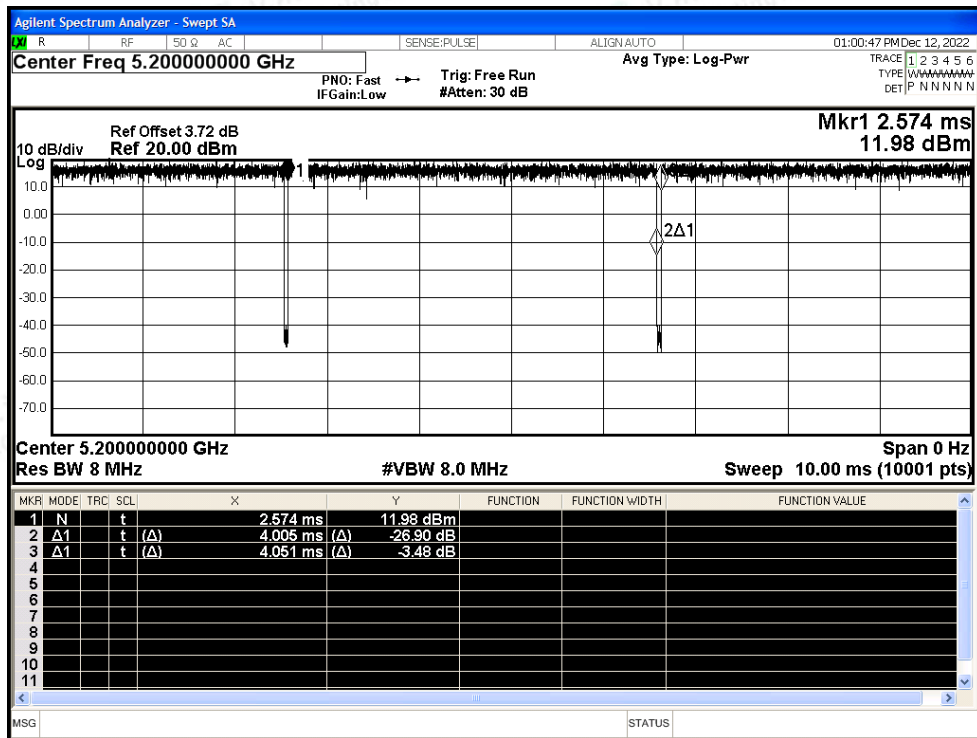 Agilent Spectrum Analyzer - Swept SA
LXI R RF 50 Ω AC SENSE:PULSE ALIGN AUTO 01:00:47 PM Dec 12, 2022
Center Freq 5.200000000 GHz
PNO: Fast
IFGain:Low
Trig: Free Run
#Atten: 30 dB
Avg Type: Log-Pwr
TRACE 1 2 3 4 5 6
TYPE WWWWWW
DET P N N N N N
Mkr1 2.574 ms
11.98 dBm
Ref Offset 3.72 dB
10 dB/div Ref 20.00 dBm
Log
1
10.0
0.00
2Δ1
-10.0
-20.0
-30.0
-40.0
-50.0
-60.0
-70.0
Center 5.200000000 GHz Span 0 Hz
Res BW 8 MHz #VBW 8.0 MHz Sweep 10.00 ms (10001 pts)
MKR MODE TRC SCL X Y FUNCTION FUNCTION WIDTH FUNCTION VALUE
1 N t 2.574 ms 11.98 dBm
2 Δ1 t (Δ) 4.005 ms (Δ) -26.90 dB
3 Δ1 t (Δ) 4.051 ms (Δ) -3.48 dB
4
5
6
7
8
9
10
11
MSG STATUS